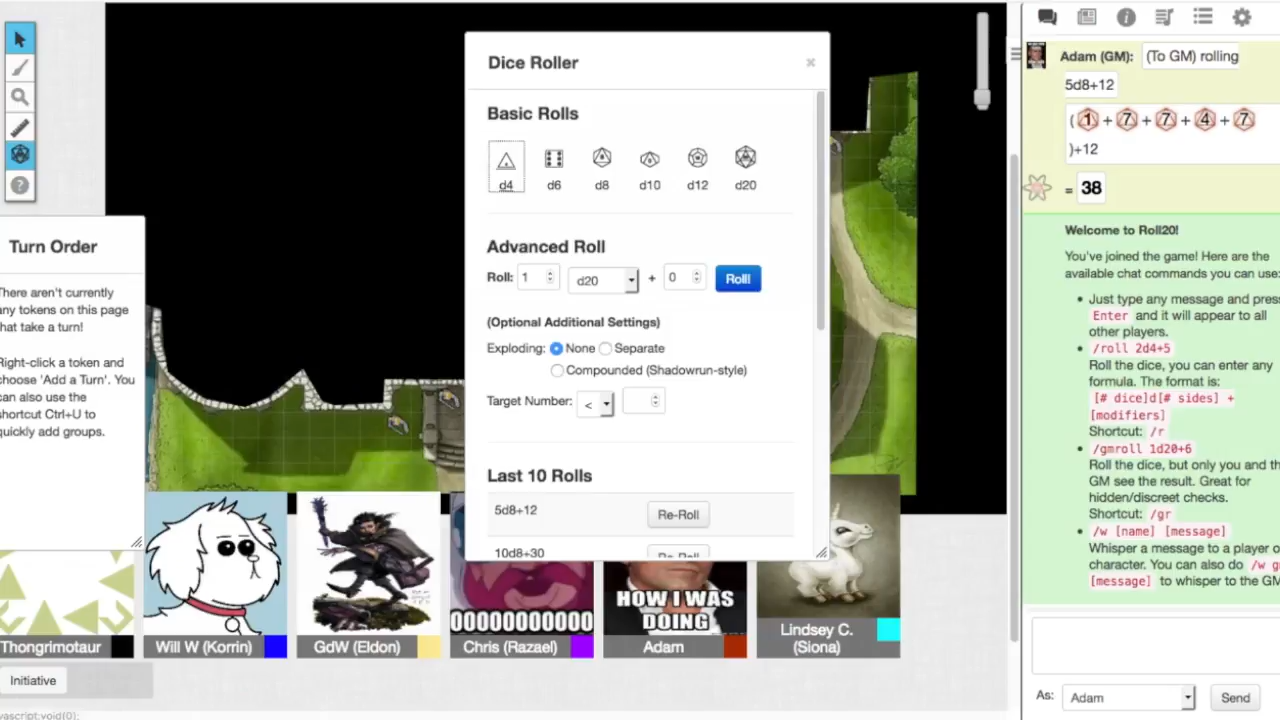 Turn Order
There aren't currently
any tokens on this page
that take a turn!
Right-click a token and
choose 'Add a Turn'. You
can also use the
shortcut Ctrl+U to
quickly add groups.
Dice Roller
×
Basic Rolls
d4 d6 d8 d10 d12 d20
Advanced Roll
Roll: 1 d20 + 0 Roll!
(Optional Additional Settings)
Exploding: None Separate
Compounded (Shadowrun-style)
Target Number: <
Last 10 Rolls
5d8+12 Re-Roll
10d8+30 Re-Roll
OOOOOOOOOOO
HOW I WAS
DOING
Thongrimotaur
Will W (Korrin)
GdW (Eldon)
Chris (Razael)
Adam
Lindsey C.
(Siona)
Initiative
vascript:void(0);
Adam (GM): (To GM) rolling
5d8+12
(1+7+7+4+7
)+12
= 38
Welcome to Roll20!
You've joined the game! Here are the
available chat commands you can use:
Just type any message and press
Enter and it will appear to all
other players.
/roll 2d4+5
Roll the dice, you can enter any
formula. The format is:
[# dice]d[# sides] +
[modifiers]
Shortcut: /r
/gmroll 1d20+6
Roll the dice, but only you and the
GM see the result. Great for
hidden/discreet checks.
Shortcut: /gr
/w [name] [message]
Whisper a message to a player or
character. You can also do /w gm
[message] to whisper to the GM
As: Adam Send